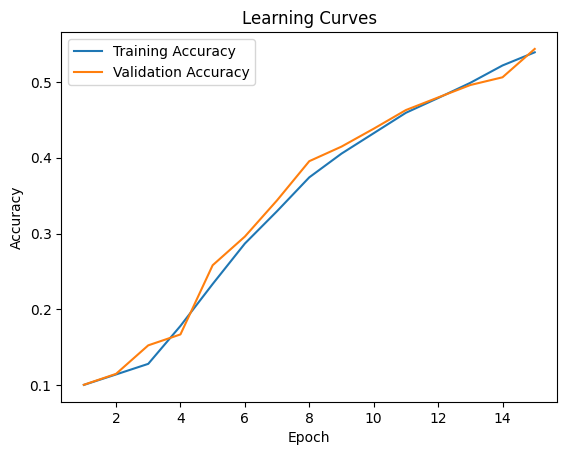 Learning Curves
Training Accuracy
Validation Accuracy
0.5
0.4
0.3
0.2
0.1
Accuracy
2 4 6 8 10 12 14
Epoch